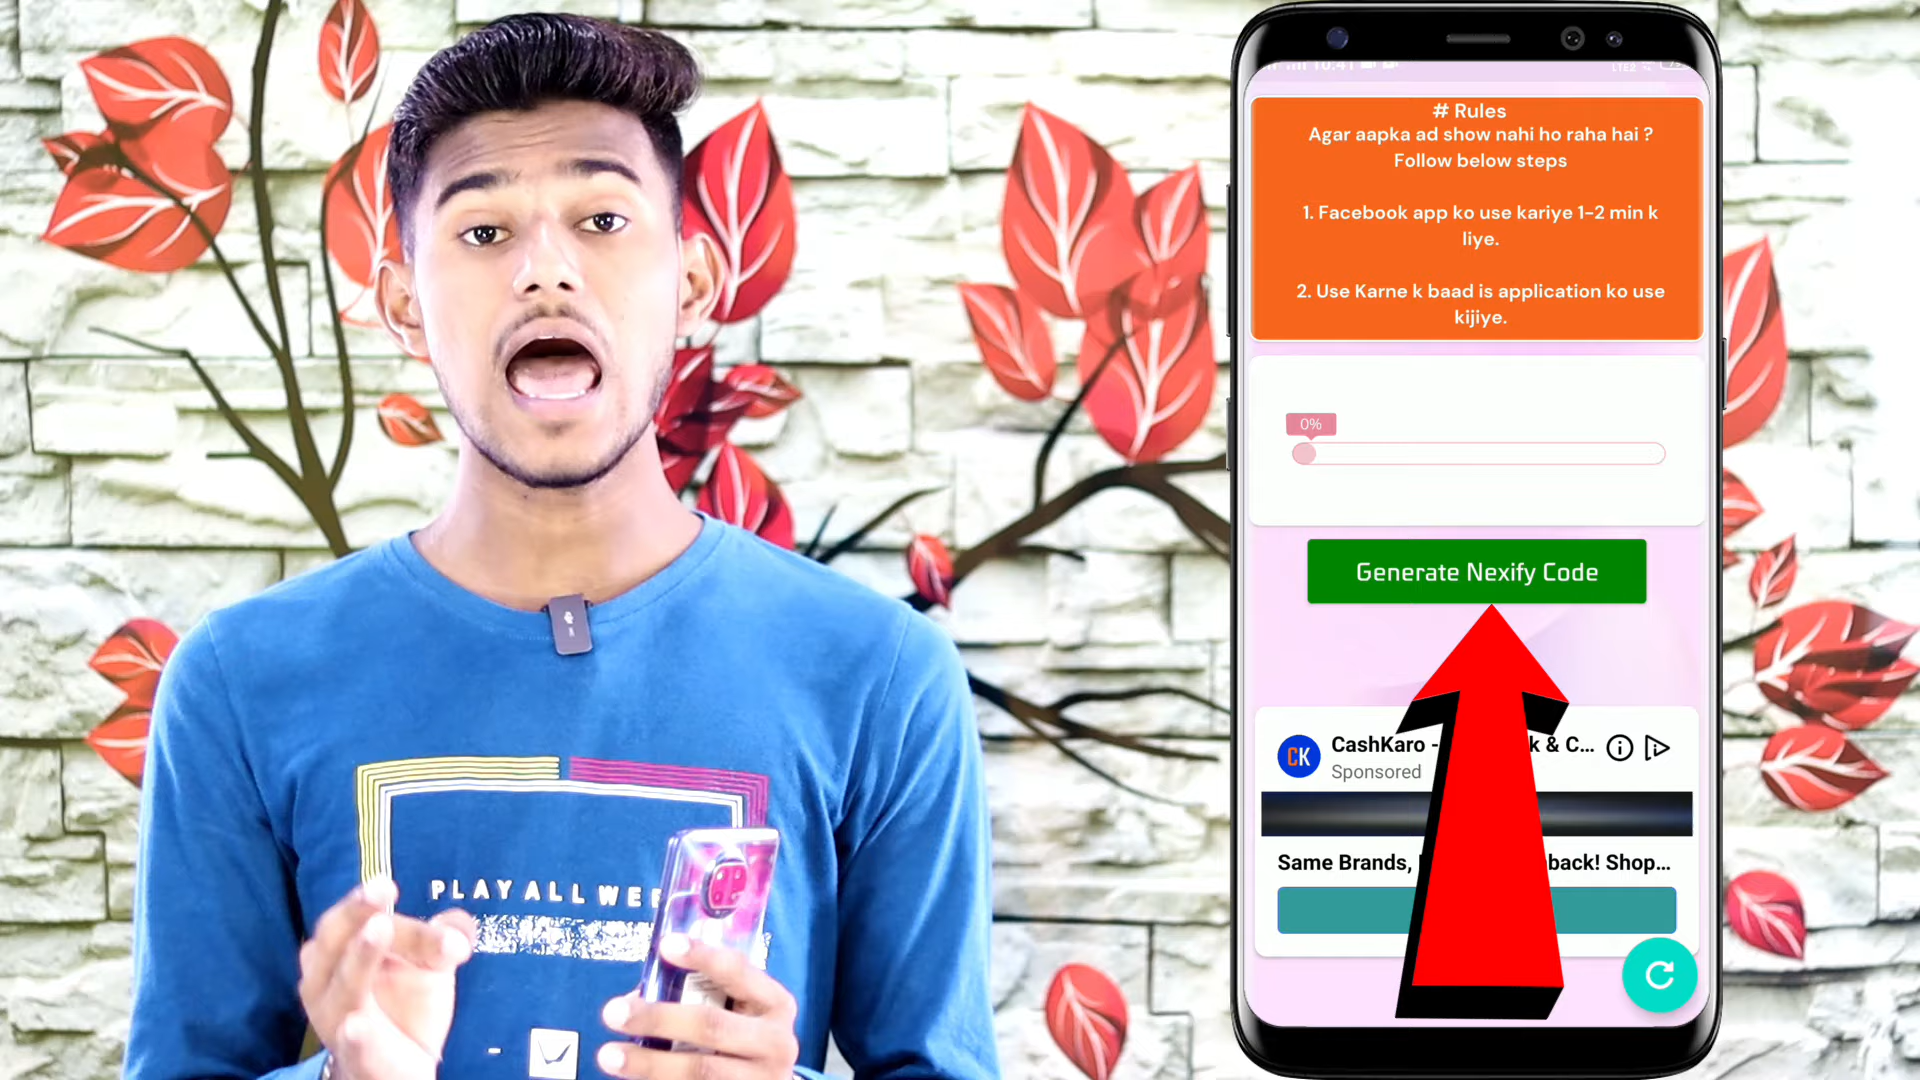 # Rules
Agar aapka ad show nahi ho raha hai ?
Follow below steps
1. Facebook app ko use kariye 1-2 min k
liye.
2. Use Karne k baad is application ko use
kijiye.
0%
Generate Nexify Code
CK
CashKaro - k & C...
Sponsored
Same Brands, back! Shop...
PLAY ALL WEE